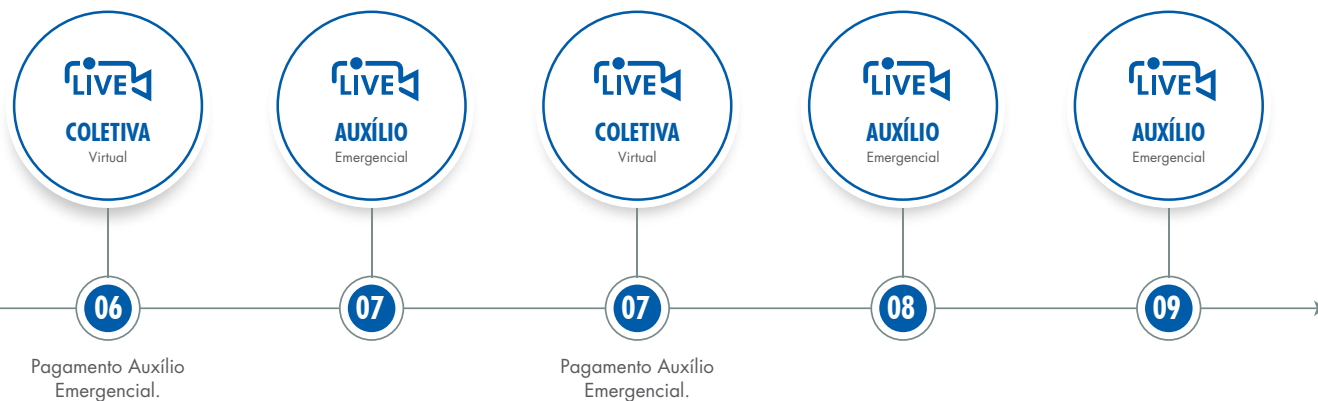 LIVE
COLETIVA
Virtual
06
Pagamento Auxílio
Emergencial.
LIVE
AUXÍLIO
Emergencial
07
LIVE
COLETIVA
Virtual
07
Pagamento Auxílio
Emergencial.
LIVE
AUXÍLIO
Emergencial
08
LIVE
AUXÍLIO
Emergencial
09